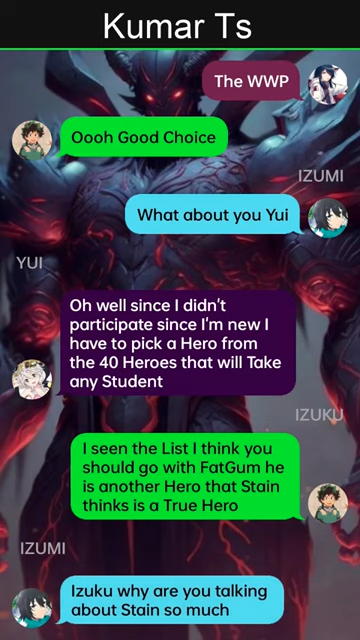 Kumar Ts
The WWP
Oooh Good Choice
IZUMI
What about you Yui
YUI
Oh well since I didn't
participate since I'm new I
have to pick a Hero from
the 40 Heroes that will Take
any Student
IZUKU
I seen the List I think you
should go with FatGum he
is another Hero that Stain
thinks is a True Hero
IZUMI
Izuku why are you talking
about Stain so much